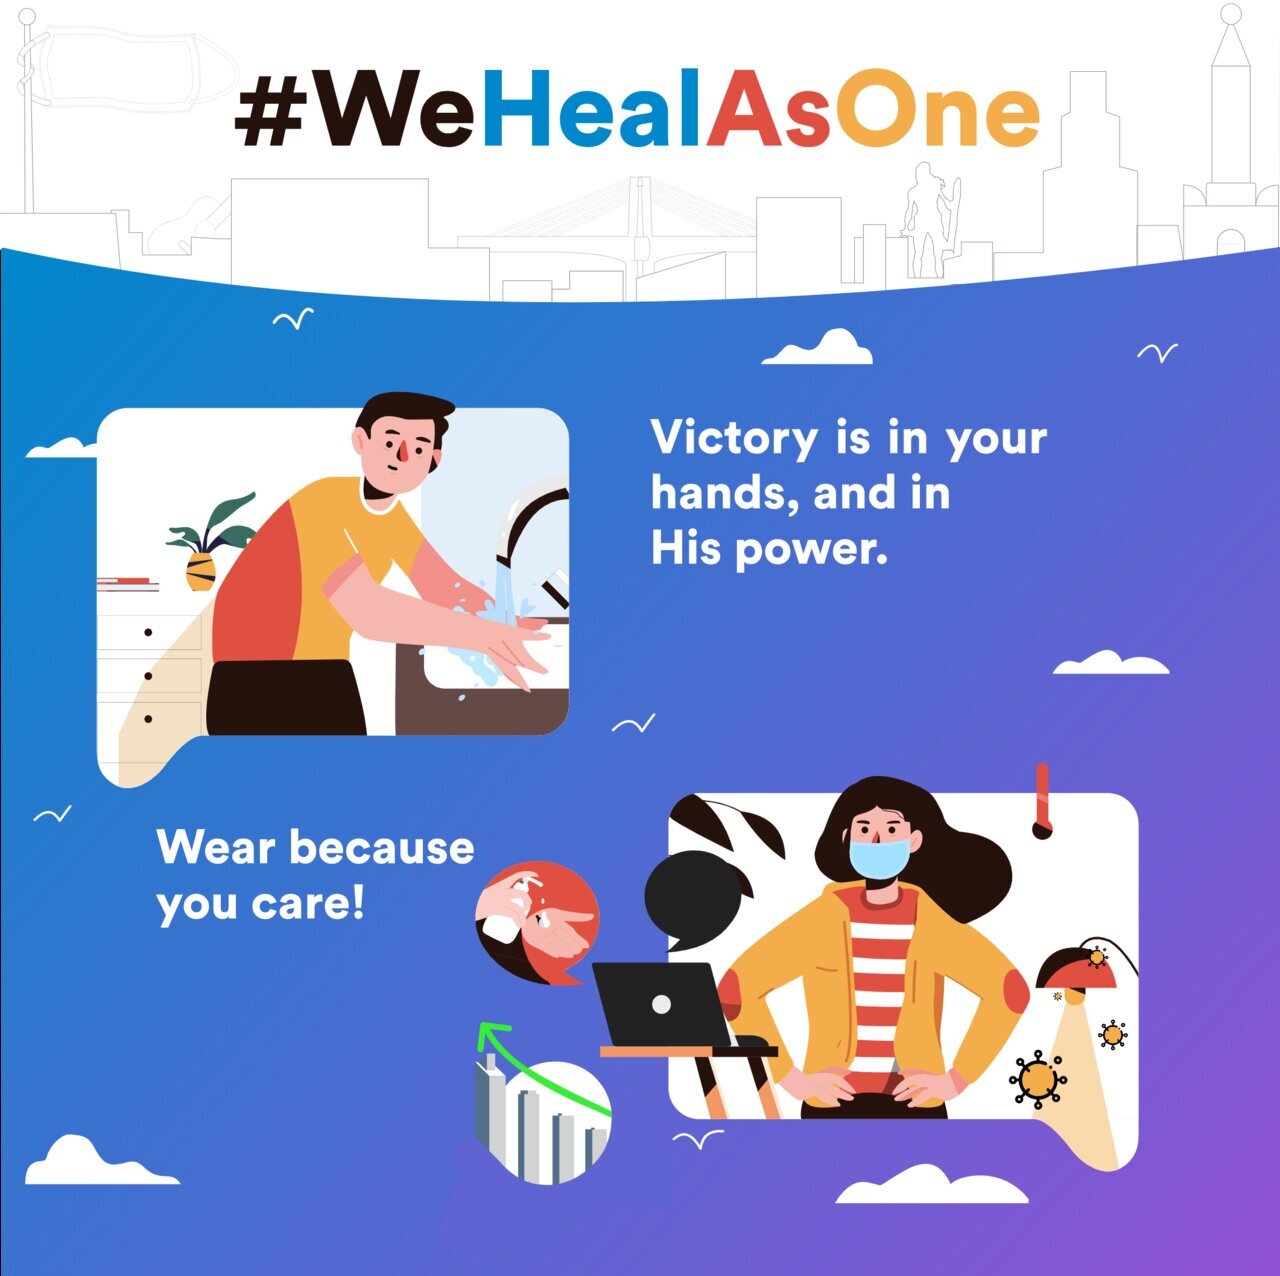 #WeHealAsOne
Victory is in your
hands, and in
His power.
Wear because
you care!